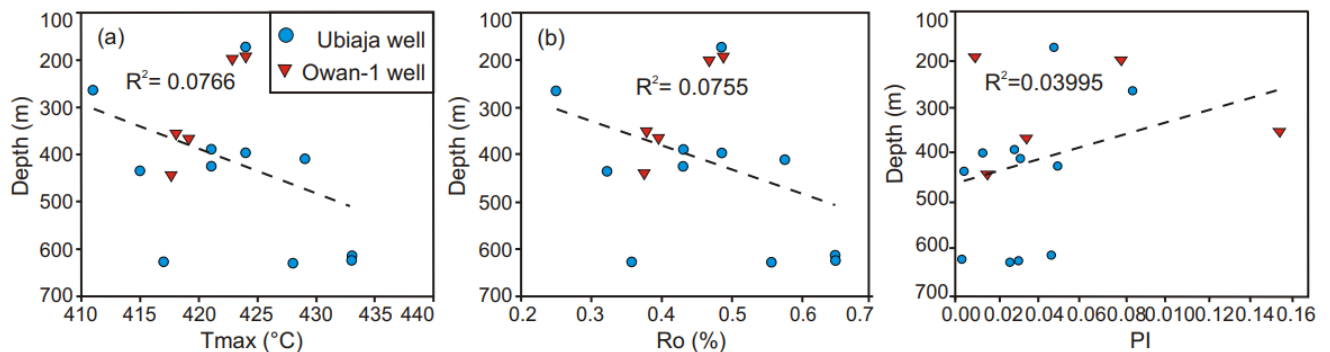 (a)
Ubiaja well
Owan-1 well
R²= 0.0766
100
200
300
400
500
600
700
Depth (m)
410 415 420 425 430 435 440
Tmax (°C)
(b)
R²= 0.0755
100
200
300
400
500
600
700
Depth (m)
0.2 0.3 0.4 0.5 0.6 0.7
Ro (%)
R²=0.03995
100
200
300
400
500
600
700
Depth (m)
0.00 0.02 0.04 0.06 0.08 0.010 0.12 0.14 0.16
PI